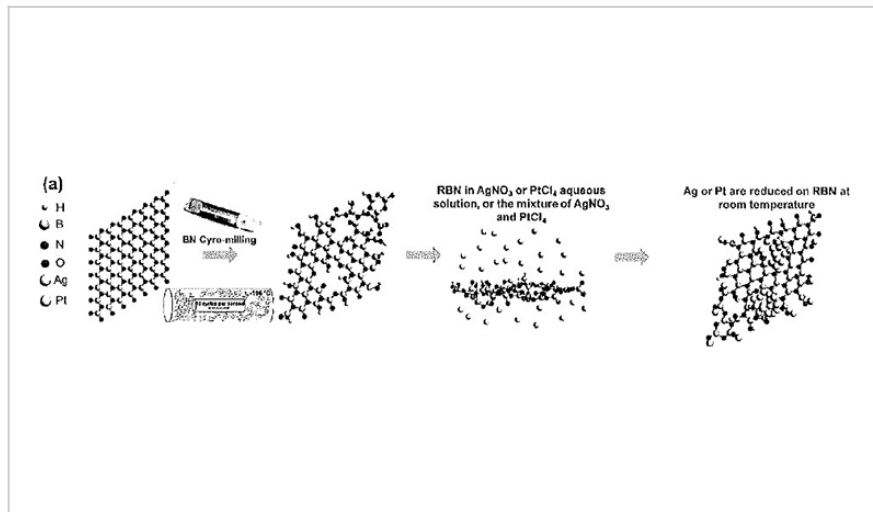 (a)
H
B
N
O
Ag
Pt
BN Cyro-milling
-196 °C
RBN in AgNO₃ or PtCl₄ aqueous
solution, or the mixture of AgNO₃
and PtCl₄
Ag or Pt are reduced on RBN at
room temperature